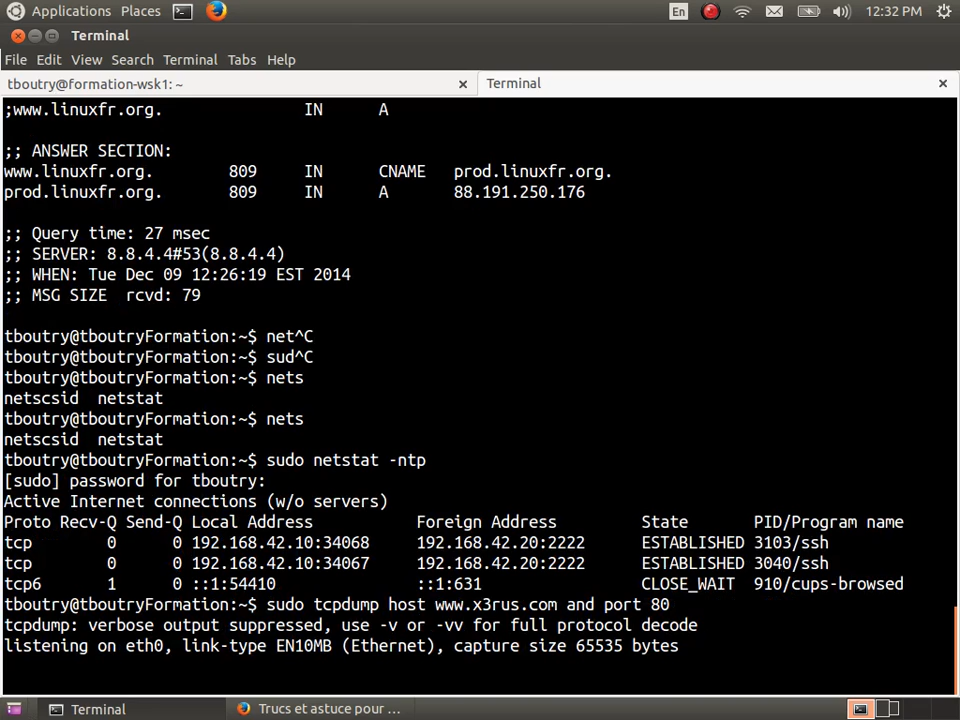 Applications Places En 12:32 PM
Terminal
File Edit View Search Terminal Tabs Help
tboutry@formation-wsk1: ~ Terminal
;www.linuxfr.org. IN A
;; ANSWER SECTION:
www.linuxfr.org. 809 IN CNAME prod.linuxfr.org.
prod.linuxfr.org. 809 IN A 88.191.250.176
;; Query time: 27 msec
;; SERVER: 8.8.4.4#53(8.8.4.4)
;; WHEN: Tue Dec 09 12:26:19 EST 2014
;; MSG SIZE rcvd: 79
tboutry@tboutryFormation:~$ net^C
tboutry@tboutryFormation:~$ sud^C
tboutry@tboutryFormation:~$ nets
netscsid netstat
tboutry@tboutryFormation:~$ nets
netscsid netstat
tboutry@tboutryFormation:~$ sudo netstat -ntp
[sudo] password for tboutry:
Active Internet connections (w/o servers)
Proto Recv-Q Send-Q Local Address Foreign Address State PID/Program name
tcp 0 0 192.168.42.10:34068 192.168.42.20:2222 ESTABLISHED 3103/ssh
tcp 0 0 192.168.42.10:34067 192.168.42.20:2222 ESTABLISHED 3040/ssh
tcp6 1 0 ::1:54410 ::1:631 CLOSE_WAIT 910/cups-browsed
tboutry@tboutryFormation:~$ sudo tcpdump host www.x3rus.com and port 80
tcpdump: verbose output suppressed, use -v or -vv for full protocol decode
listening on eth0, link-type EN10MB (Ethernet), capture size 65535 bytes
Terminal Trucs et astuce pour ...